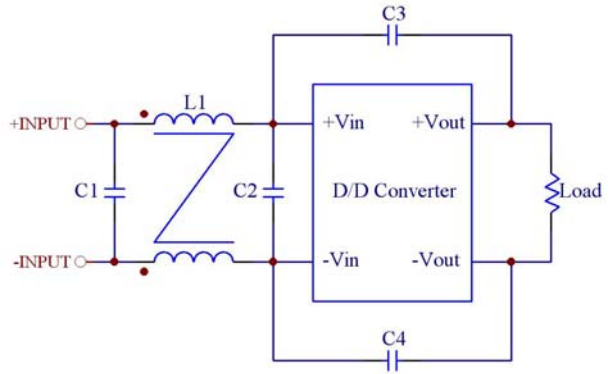 C3
L1
+INPUT
+Vin
+Vout
C1
C2
D/D Converter
Load
-INPUT
-Vin
-Vout
C4